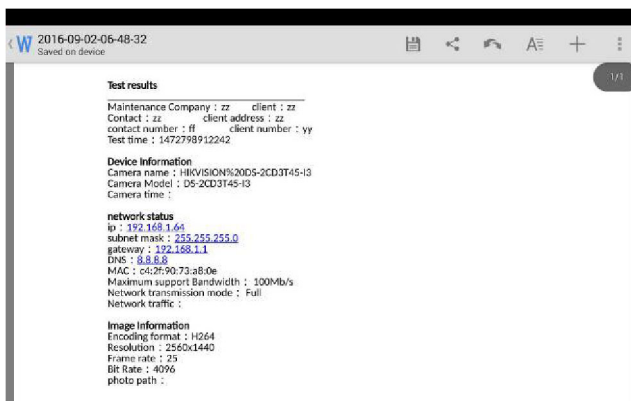 2016-09-02-06-48-32
Saved on device
1/1
Test results
Maintenance Company：zz client：zz
Contact：zz client address：zz
contact number：ff client number：yy
Test time：1472798912242
Device Information
Camera name：HIKVISION%20DS-2CD3T45-I3
Camera Model：DS-2CD3T45-I3
Camera time：
network status
ip：192.168.1.64
subnet mask：255.255.255.0
gateway：192.168.1.1
DNS：8.8.8.8
MAC：c4:2f:90:73:a8:0e
Maximum support Bandwidth：100Mb/s
Network transmission mode：Full
Network traffic：
Image Information
Encoding format：H264
Resolution：2560x1440
Frame rate：25
Bit Rate：4096
photo path：